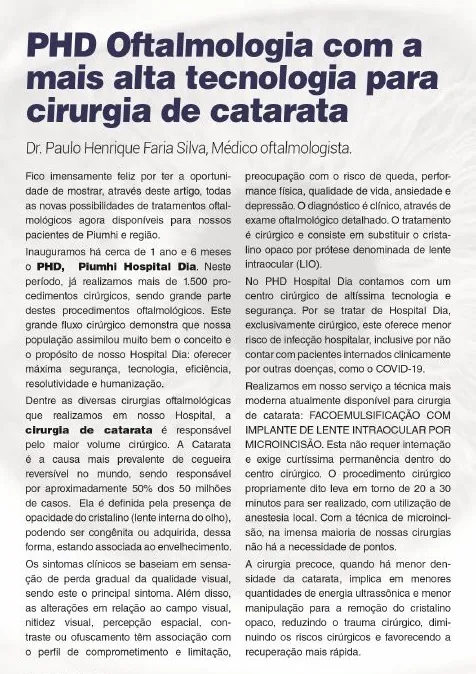 PHD Oftalmologia com a
mais alta tecnologia para
cirurgia de catarata
Dr. Paulo Henrique Faria Silva, Médico oftalmologista.
Fico imensamente feliz por ter a oportuni-
dade de mostrar, através deste artigo, todas
as novas possibilidades de tratamentos oftal-
mológicos agora disponíveis para nossos
pacientes de Piumhi e região.
Inauguramos há cerca de 1 ano e 6 meses
o PHD, Piumhi Hospital Dia. Neste
período, já realizamos mais de 1.500 pro-
cedimentos cirúrgicos, sendo grande parte
destes procedimentos oftalmológicos. Este
grande fluxo cirúrgico demonstra que nossa
população assimilou muito bem o conceito e
o propósito de nosso Hospital Dia: oferecer
máxima segurança, tecnologia, eficiência,
resolutividade e humanização.
Dentre as diversas cirurgias oftalmológicas
que realizamos em nosso Hospital, a
cirurgia de catarata é responsável
pelo maior volume cirúrgico. A Catarata
é a causa mais prevalente de cegueira
reversível no mundo, sendo responsável
por aproximadamente 50% dos 50 milhões
de casos. Ela é definida pela presença de
opacidade do cristalino (lente interna do olho),
podendo ser congênita ou adquirida, dessa
forma, estando associada ao envelhecimento.
Os sintomas clínicos se baseiam em sensa-
ção de perda gradual da qualidade visual,
sendo este o principal sintoma. Além disso,
as alterações em relação ao campo visual,
nitidez visual, percepção espacial, con-
traste ou ofuscamento têm associação com
o perfil de comprometimento e limitação,
preocupação com o risco de queda, perfor-
mance física, qualidade de vida, ansiedade e
depressão. O diagnóstico é clínico, através de
exame oftalmológico detalhado. O tratamento
é cirúrgico e consiste em substituir o crista-
lino opaco por prótese denominada de lente
intraocular (LIO).
No PHD Hospital Dia contamos com um
centro cirúrgico de altíssima tecnologia e
segurança. Por se tratar de Hospital Dia,
exclusivamente cirúrgico, este oferece menor
risco de infecção hospitalar, inclusive por não
contar com pacientes internados clinicamente
por outras doenças, como o COVID-19.
Realizamos em nosso serviço a técnica mais
moderna atualmente disponível para cirurgia
de catarata: FACOEMULSIFICAÇÃO COM
IMPLANTE DE LENTE INTRAOCULAR POR
MICROINCISÃO. Esta não requer internação
e exige curtíssima permanência dentro do
centro cirúrgico. O procedimento cirúrgico
propriamente dito leva em torno de 20 a 30
minutos para ser realizado, com utilização de
anestesia local. Com a técnica de microinci-
são, na imensa maioria de nossas cirurgias
não há a necessidade de pontos.
A cirurgia precoce, quando há menor den-
sidade da catarata, implica em menores
quantidades de energia ultrassônica e menor
manipulação para a remoção do cristalino
opaco, reduzindo o trauma cirúrgico, dimi-
nuindo os riscos cirúrgicos e favorecendo a
recuperação mais rápida.